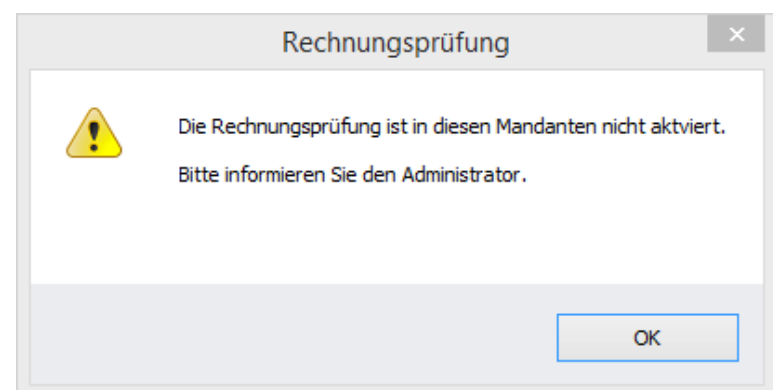 Rechnungsprüfung
Die Rechnungsprüfung ist in diesen Mandanten nicht aktviert.
Bitte informieren Sie den Administrator.
OK